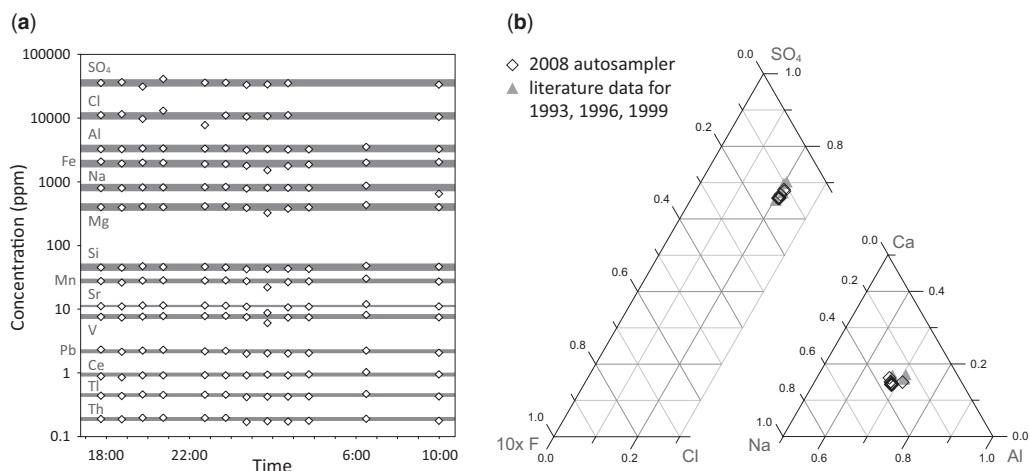 (a)
100000
10000
1000
100
10
1
0.1
Concentration (ppm)
SO₄
Cl
Al
Fe
Na
Mg
Si
Mn
Sr
V
Pb
Ce
Tl
Th
18:00 22:00 6:00 10:00
Time
(b)
2008 autosampler
literature data for
1993, 1996, 1999
0.0
SO₄
1.0
0.2
0.8
0.4
0.6
0.8
1.0
10x F
0.0
0.2
Cl
0.0
Ca
0.4
0.4
0.6
0.2
0.8
1.0
0.0
Na
0.6
0.8
1.0
Al